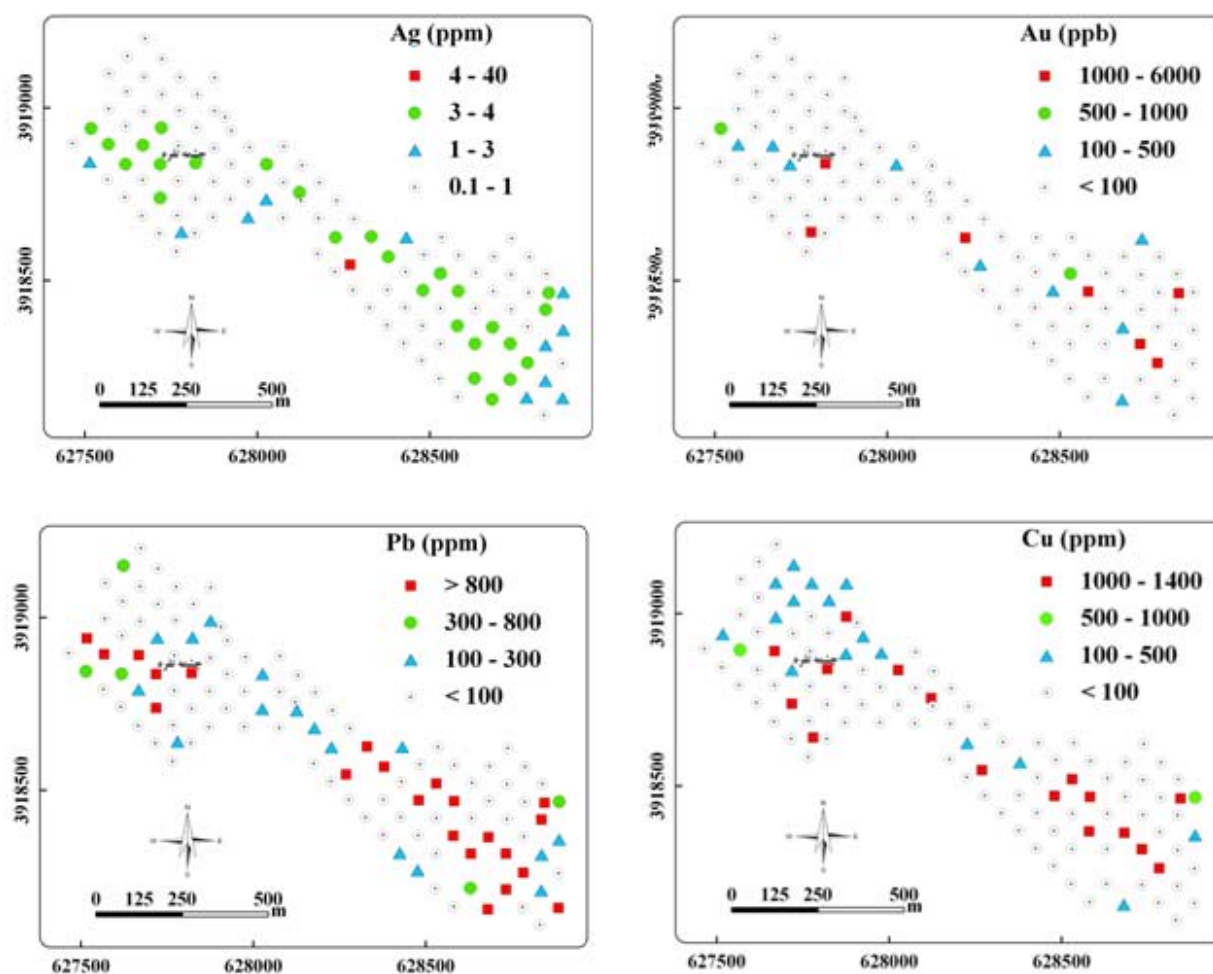 Ag (ppm)
4 - 40
3 - 4
1 - 3
0.1 - 1
3919000
3918500
N
W E
S
0 125 250 500
m
627500 628000 628500
Au (ppb)
1000 - 6000
500 - 1000
100 - 500
< 100
N
W E
S
0 125 250 500
m
627500 628000 628500
Pb (ppm)
> 800
300 - 800
100 - 300
< 100
3919000
3918500
N
W E
S
0 125 250 500
m
627500 628000 628500
Cu (ppm)
1000 - 1400
500 - 1000
100 - 500
< 100
3919000
3918500
N
W E
S
0 125 250 500
m
627500 628000 628500